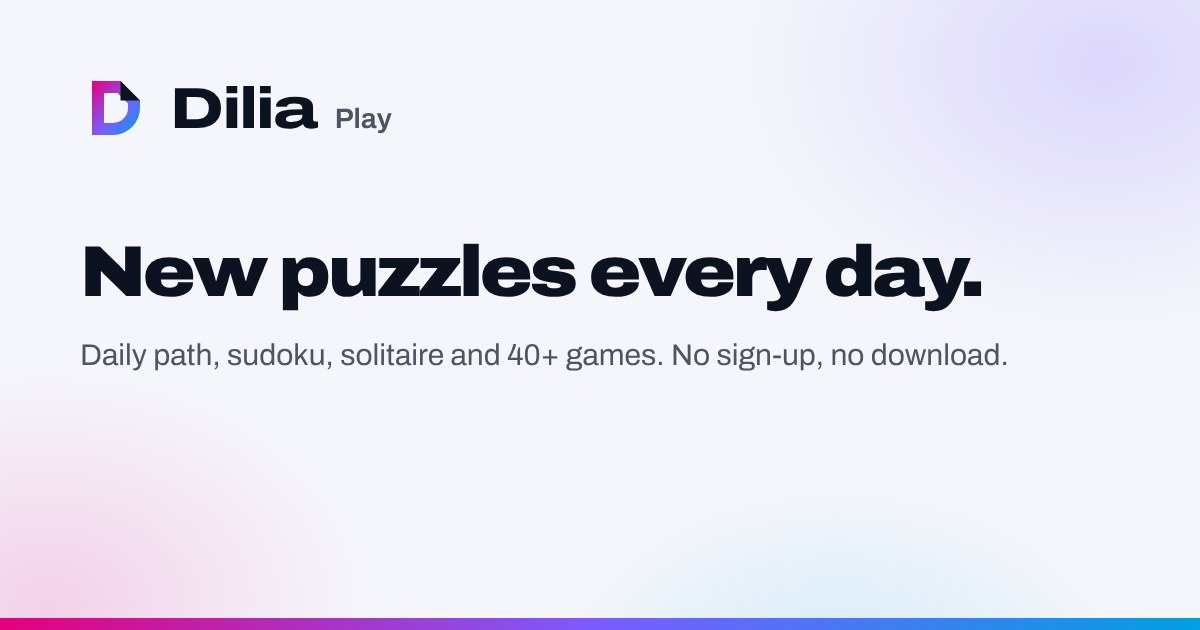 Dilia Play
New puzzles every day.
Daily path, sudoku, solitaire and 40+ games. No sign-up, no download.